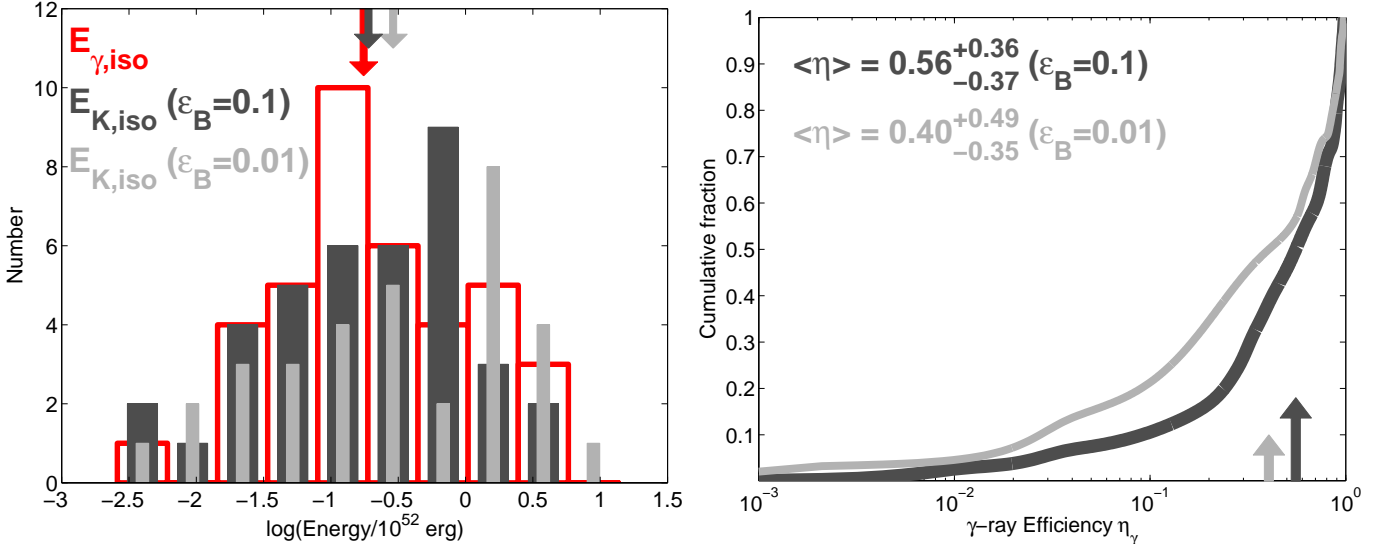 12
10
8
6
4
2
0
Number
E_γ,iso
E_K,iso (ε_B=0.1)
E_K,iso (ε_B=0.01)
-3 -2.5 -2 -1.5 -1 -0.5 0 0.5 1 1.5
log(Energy/10^52 erg)
1
0.9
0.8
0.7
0.6
0.5
0.4
0.3
0.2
0.1
Cumulative fraction
<η> = 0.56 +0.36 -0.37 (ε_B=0.1)
<η> = 0.40 +0.49 -0.35 (ε_B=0.01)
10^-3 10^-2 10^-1 10^0
γ-ray Efficiency η_γ